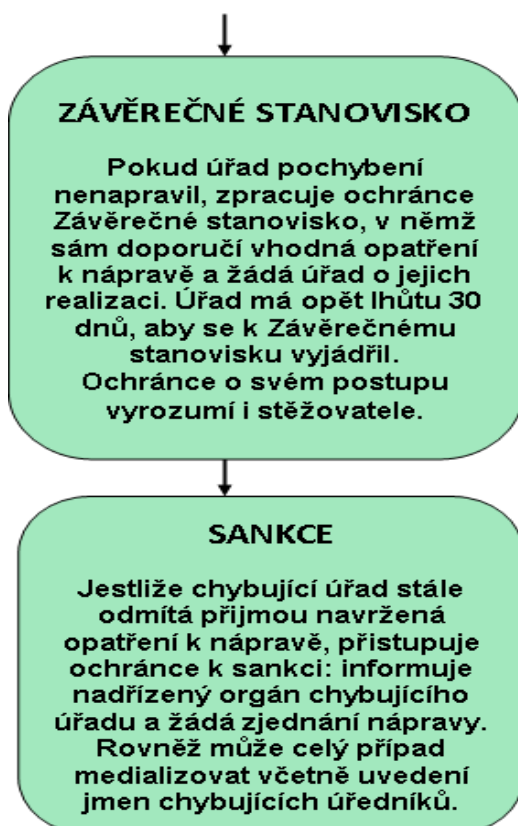 ZÁVĚREČNÉ STANOVISKO
Pokud úřad pochybení
nenapravil, zpracuje ochránce
Závěrečné stanovisko, v němž
sám doporučí vhodná opatření
k nápravě a žádá úřad o jejich
realizaci. Úřad má opět lhůtu 30
dnů, aby se k Závěrečnému
stanovisku vyjádřil.
Ochránce o svém postupu
vyrozumí i stěžovatele.
SANKCE
Jestliže chybující úřad stále
odmítá přijmou navržená
opatření k nápravě, přistupuje
ochránce k sankci: informuje
nadřízený orgán chybujícího
úřadu a žádá zjednání nápravy.
Rovněž může celý případ
medializovat včetně uvedení
jmen chybujících úředníků.